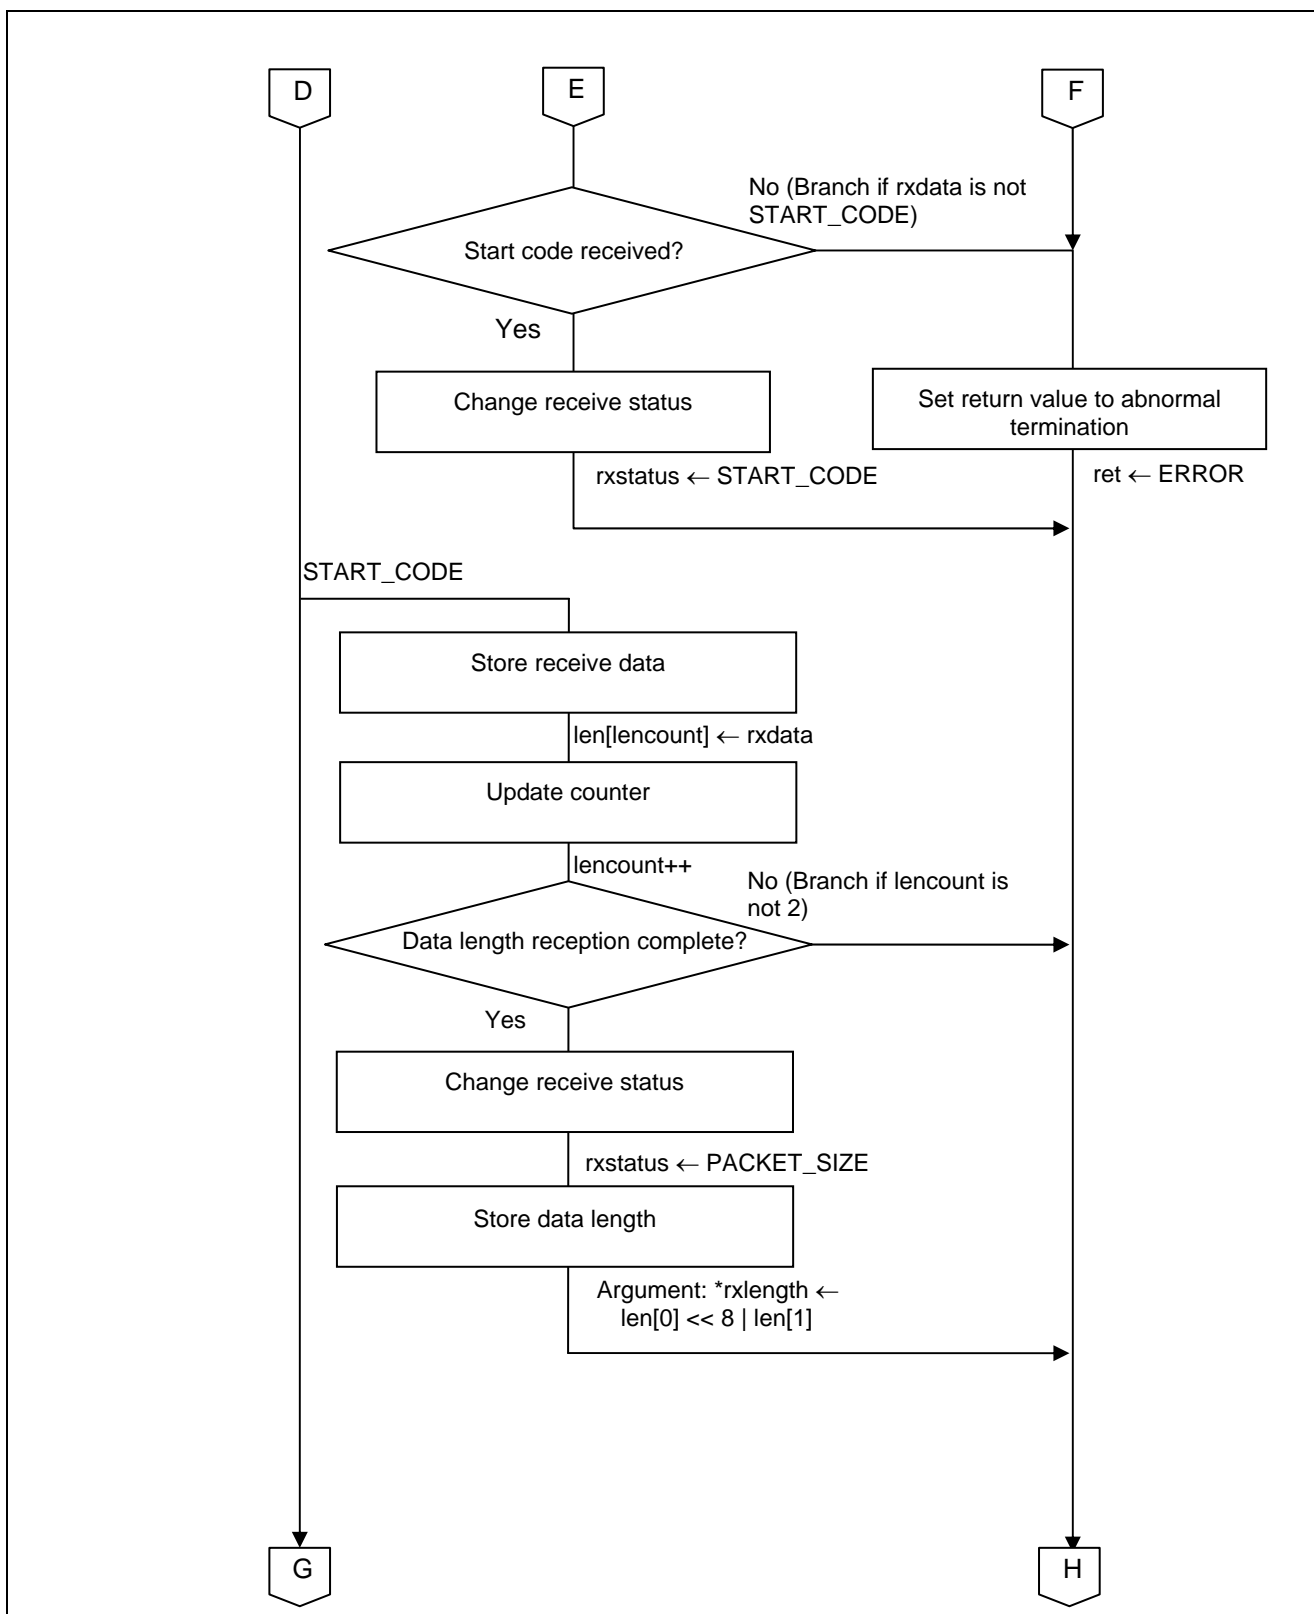 D
E
F
No (Branch if rxdata is not
START_CODE)
Start code received?
Yes
Change receive status
Set return value to abnormal
termination
rxstatus ← START_CODE
ret ← ERROR
START_CODE
Store receive data
len[lencount] ← rxdata
Update counter
lencount++
No (Branch if lencount is
not 2)
Data length reception complete?
Yes
Change receive status
rxstatus ← PACKET_SIZE
Store data length
Argument: *rxlength ←
len[0] << 8 | len[1]
G
H